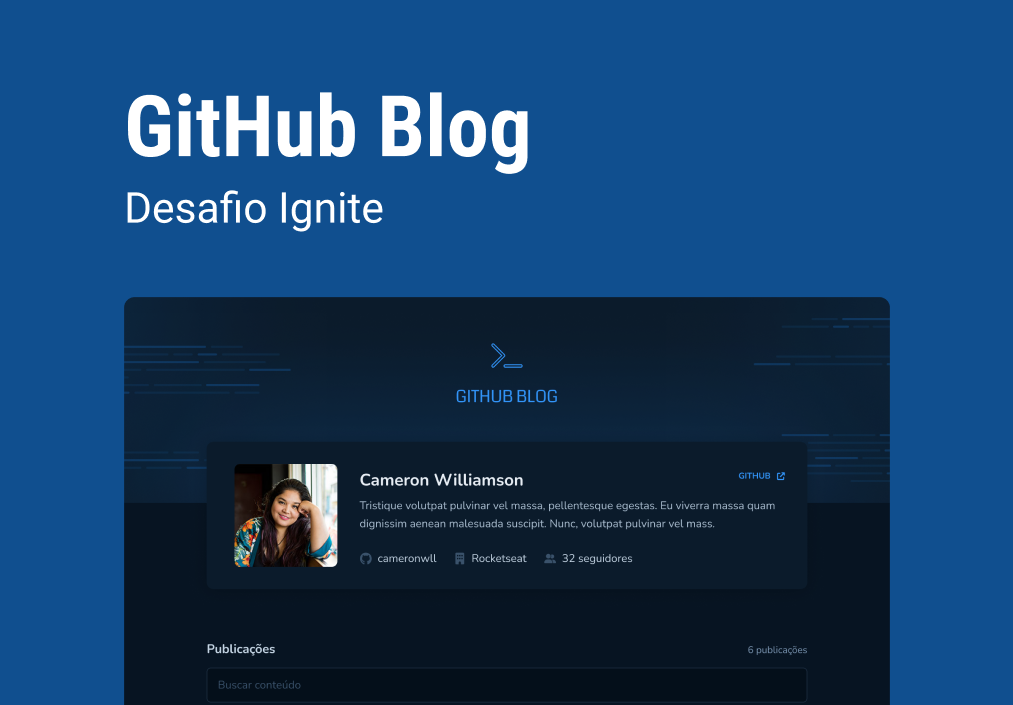 GitHub Blog
Desafio Ignite
GITHUB BLOG
Cameron Williamson
GITHUB
Tristique volutpat pulvinar vel massa, pellentesque egestas. Eu viverra massa quam
dignissim aenean malesuada suscipit. Nunc, volutpat pulvinar vel mass.
cameronwll Rocketseat 32 seguidores
Publicações
6 publicações
Buscar conteúdo